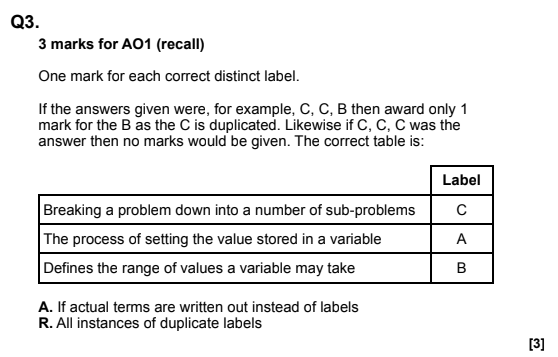 Q3.
3 marks for AO1 (recall)
One mark for each correct distinct label.
If the answers given were, for example, C, C, B then award only 1
mark for the B as the C is duplicated. Likewise if C, C, C was the
answer then no marks would be given. The correct table is:
Label
Breaking a problem down into a number of sub-problems C
The process of setting the value stored in a variable A
Defines the range of values a variable may take B
A. If actual terms are written out instead of labels
R. All instances of duplicate labels
[3]